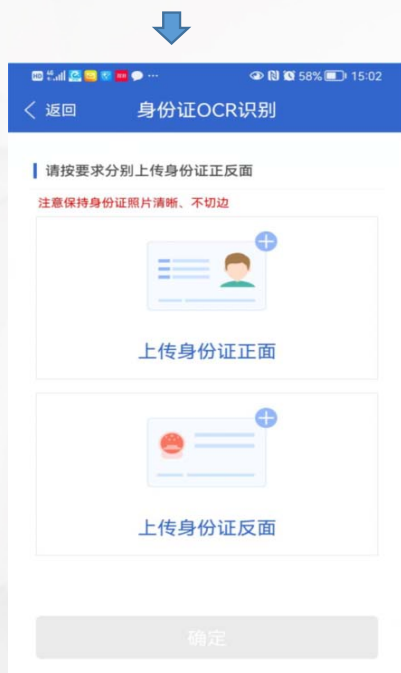 58% 15:02
返回 身份证OCR识别
请按要求分别上传身份证正反面
注意保持身份证照片清晰、不切边
上传身份证正面
上传身份证反面
确定